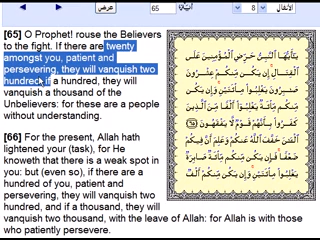 Previous
Next
65
آية
8
الأنفال
[65] O Prophet! rouse the Believers
to the fight. If there are twenty
amongst you, patient and
persevering, they will vanquish two
hundred: if a hundred, they will
vanquish a thousand of the
Unbelievers: for these are a people
without understanding.
[66] For the present, Allah hath
lightened your (task), for He
knoweth that there is a weak spot in
you: but (even so), if there are a
hundred of you, patient and
persevering, they will vanquish two
hundred, and if a thousand, they will
vanquish two thousand, with the leave of Allah: for Allah is with those
who patiently persevere.
يَٰٓأَيُّهَا ٱلنَّبِىُّ حَرِّضِ ٱلْمُؤْمِنِينَ عَلَى
ٱلْقِتَالِ إِن يَكُن مِّنكُمْ عِشْرُونَ
صَٰبِرُونَ يَغْلِبُوا۟ مِا۟ئَتَيْنِ وَإِن يَكُن
مِّنكُم مِّا۟ئَةٌ يَغْلِبُوٓا۟ أَلْفًا مِّنَ ٱلَّذِينَ
كَفَرُوا۟ بِأَنَّهُمْ قَوْمٌ لَّا يَفْقَهُونَ ٦٥
ٱلْـَٰٔنَ خَفَّفَ ٱللَّهُ عَنكُمْ وَعَلِمَ أَنَّ فِيكُمْ
ضَعْفًا فَإِن يَكُن مِّنكُم مِّا۟ئَةٌ صَابِرَةٌ
يَغْلِبُوا۟ مِا۟ئَتَيْنِ وَإِن يَكُن مِّنكُمْ أَلْفٌ